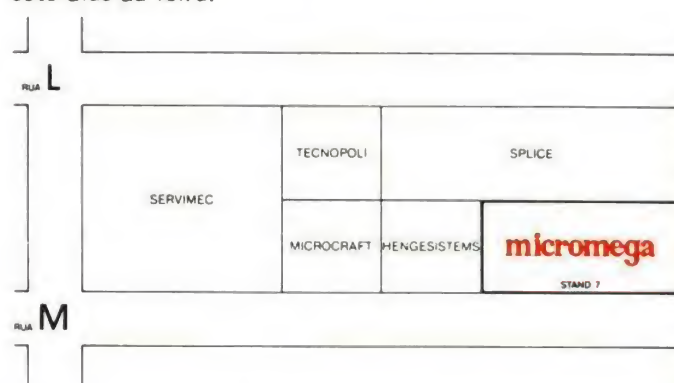 RUA L
TECNOPOLI
SPLICE
SERVIMEC
MICROCRAFT
HENGESISTEMS
micromega
STAND 7
RUA M